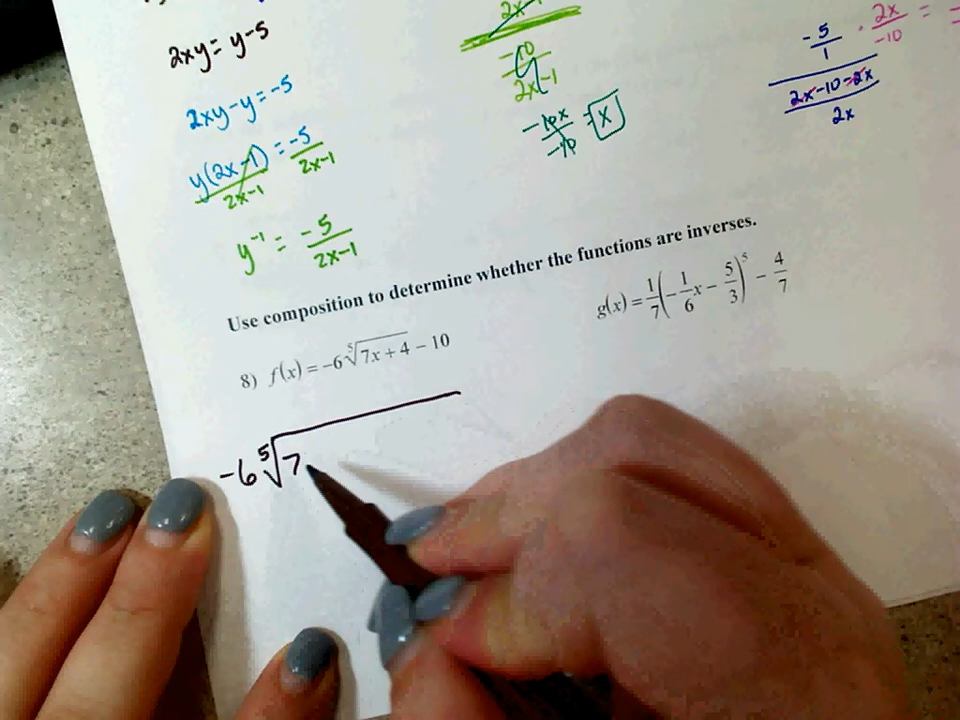 2xy = y-5
2xy-y = -5
y(2x-1)/2x-1 = -5/2x-1
y⁻¹ = -5/2x-1
-10/2x-1
-10x/-10 = x
-5/1 · 2x/-10 =
2x-10-2x/2x
Use composition to determine whether the functions are inverses.
8) f(x) = -6⁵√(7x+4) - 10
g(x) = 1/7(-1/6x - 5/3)⁵ - 4/7
-6⁵√7